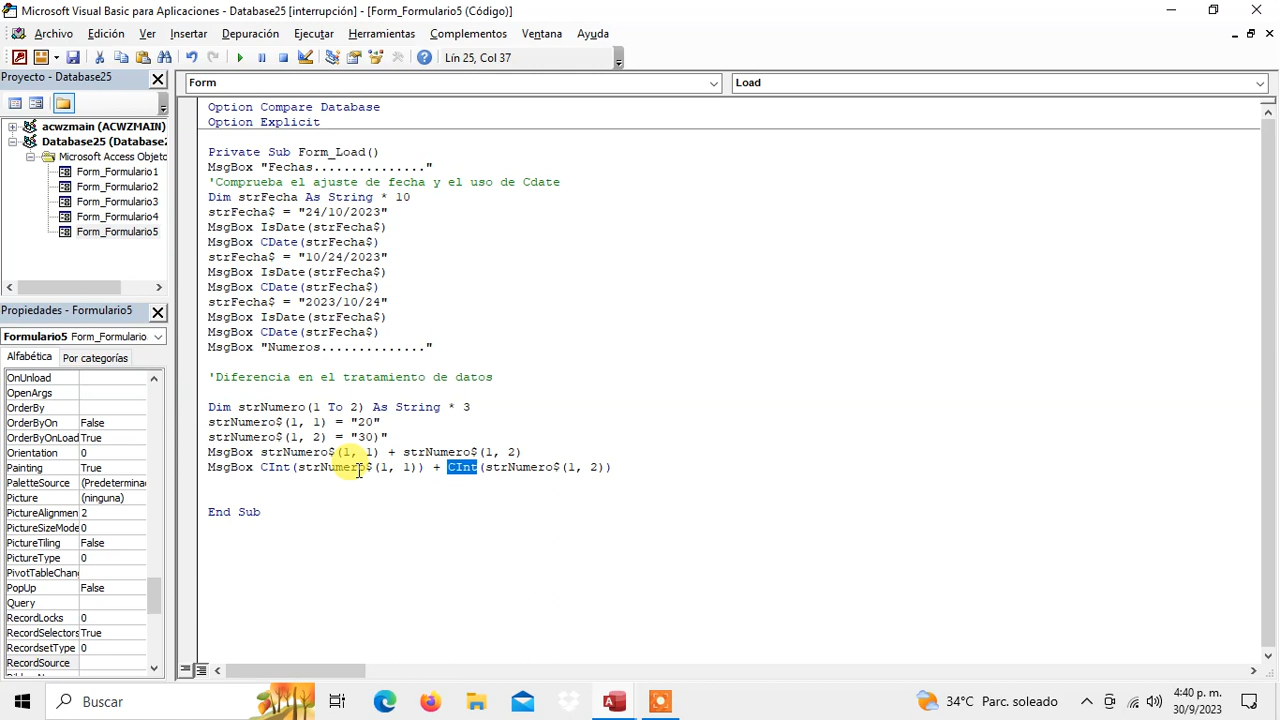 Microsoft Visual Basic para Aplicaciones - Database25 [interrupción] - [Form_Formulario5 (Código)]
Archivo Edición Ver Insertar Depuración Ejecutar Herramientas Complementos Ventana Ayuda
Lín 25, Col 37
Proyecto - Database25
acwzmain (ACWZMAIN)
Database25 (Database2
Microsoft Access Objeto
Form_Formulario1
Form_Formulario2
Form_Formulario3
Form_Formulario4
Form_Formulario5
Propiedades - Formulario5
Formulario5 Form_Formulario
Alfabética Por categorías
OnUnload
OpenArgs
OrderBy
OrderByOn False
OrderByOnLoad True
Orientation 0
Painting True
PaletteSource (Predetermina
Picture (ninguna)
PictureAlignmen 2
PictureSizeMode 0
PictureTiling False
PictureType 0
PivotTableChang
PopUp False
Query
RecordLocks 0
RecordSelectors True
RecordsetType 0
RecordSource
Form Load
Option Compare Database
Option Explicit
Private Sub Form_Load()
MsgBox "Fechas..............."
'Comprueba el ajuste de fecha y el uso de Cdate
Dim strFecha As String * 10
strFecha$ = "24/10/2023"
MsgBox IsDate(strFecha$)
MsgBox CDate(strFecha$)
strFecha$ = "10/24/2023"
MsgBox IsDate(strFecha$)
MsgBox CDate(strFecha$)
strFecha$ = "2023/10/24"
MsgBox IsDate(strFecha$)
MsgBox CDate(strFecha$)
MsgBox "Numeros.............."
'Diferencia en el tratamiento de datos
Dim strNumero(1 To 2) As String * 3
strNumero$(1, 1) = "20"
strNumero$(1, 2) = "30)"
MsgBox strNumero$(1, 1) + strNumero$(1, 2)
MsgBox CInt(strNumero$(1, 1)) + CInt(strNumero$(1, 2))
End Sub
Buscar
34°C Parc. soleado
4:40 p. m.
30/9/2023